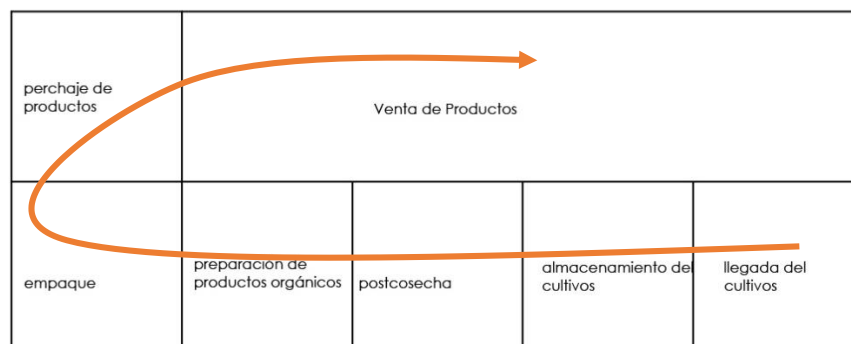 perchaje de
productos
Venta de Productos
empaque
preparación de
productos orgánicos
postcosecha
almacenamiento del
cultivos
llegada del
cultivos